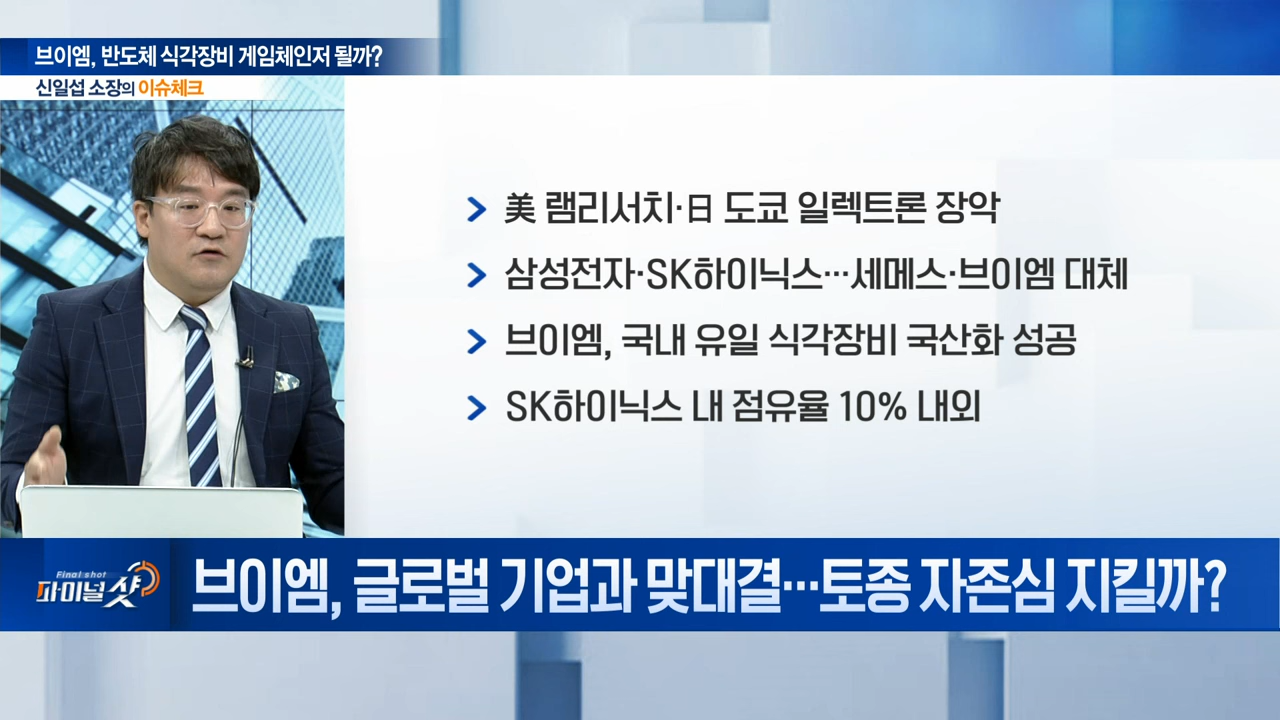 브이엠, 반도체 식각장비 게임체인저 될까?
신일섭 소장의 이슈체크
美 램리서치·日 도쿄 일렉트론 장악
삼성전자·SK하이닉스…세메스·브이엠 대체
브이엠, 국내 유일 식각장비 국산화 성공
SK하이닉스 내 점유율 10% 내외
Final shot
파이널샷
브이엠, 글로벌 기업과 맞대결…토종 자존심 지킬까?